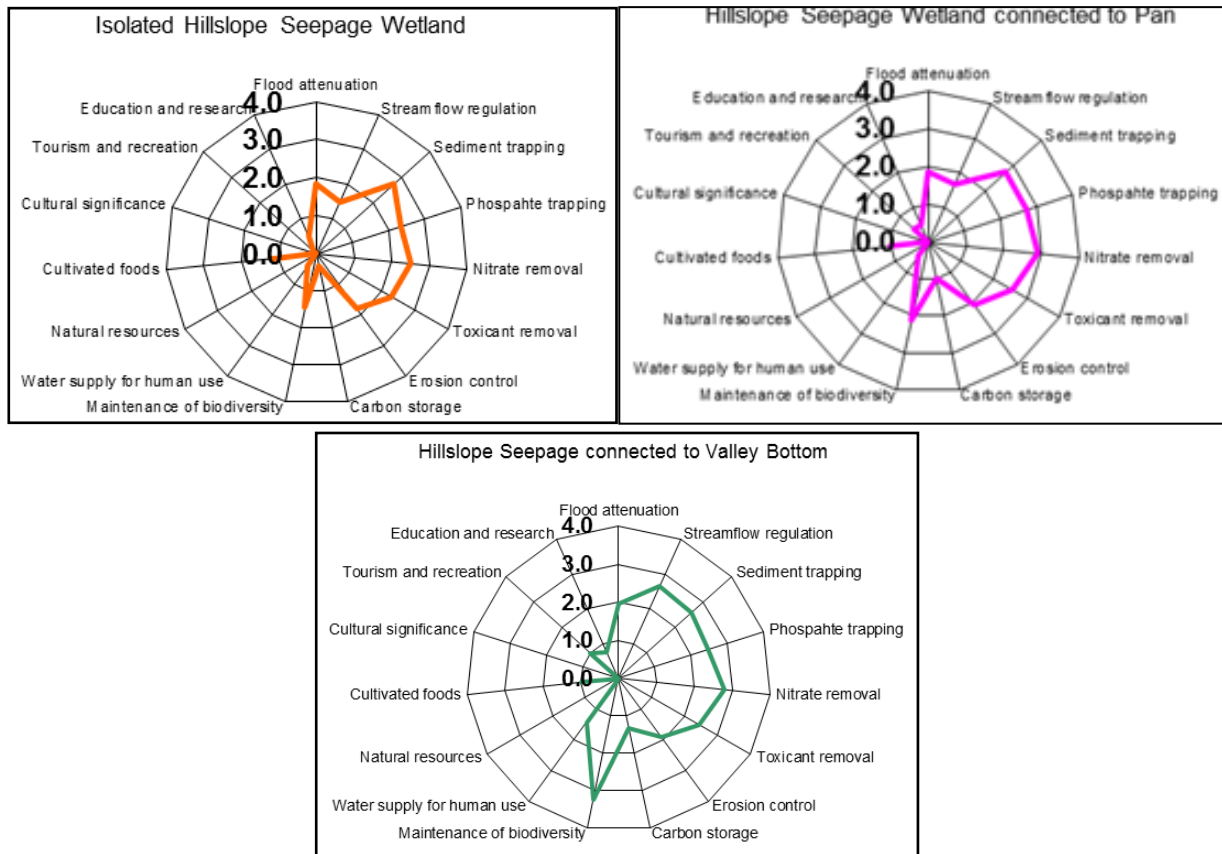 Isolated Hillslope Seepage Wetland
Flood attenuation
4.0
Streamflow regulation
Education and research
3.0
Tourism and recreation
Sediment trapping
2.0
Cultural significance
Phospahte trapping
1.0
0.0
Cultivated foods
Nitrate removal
Natural resources
Toxicant removal
Water supply for human use
Erosion control
Maintenance of biodiversity
Carbon storage
Hillslope Seepage Wetland connected to Pan
Flood attenuation
4.0
Streamflow regulation
Education and research
3.0
Tourism and recreation
Sediment trapping
2.0
Cultural significance
Phospahte trapping
1.0
0.0
Cultivated foods
Nitrate removal
Natural resources
Toxicant removal
Water supply for human use
Erosion control
Maintenance of biodiversity
Carbon storage
Hillslope Seepage connected to Valley Bottom
Flood attenuation
4.0
Streamflow regulation
Education and research
3.0
Tourism and recreation
Sediment trapping
2.0
Cultural significance
Phospahte trapping
1.0
0.0
Cultivated foods
Nitrate removal
Natural resources
Toxicant removal
Water supply for human use
Erosion control
Maintenance of biodiversity
Carbon storage